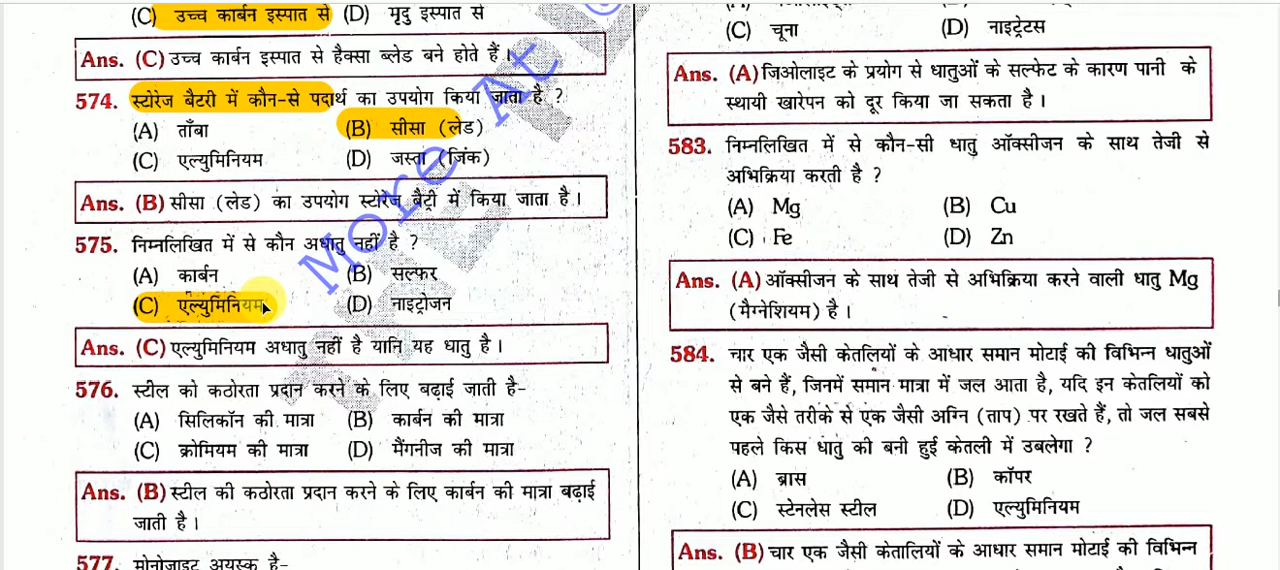 (C) उच्च कार्बन इस्पात से (D) मृदु इस्पात से
Ans. (C) उच्च कार्बन इस्पात से हैक्सा ब्लेड बने होते हैं।
574. स्टोरेज बैटरी में कौन-से पदार्थ का उपयोग किया जाता है ?
(A) ताँबा (B) सीसा (लेड)
(C) एल्युमिनियम (D) जस्ता (जिंक)
Ans. (B) सीसा (लेड) का उपयोग स्टोरेज बैट्री में किया जाता है।
575. निम्नलिखित में से कौन अधातु नहीं है ?
(A) कार्बन (B) सल्फर
(C) एल्युमिनियम (D) नाइट्रोजन
Ans. (C) एल्युमिनियम अधातु नहीं है यानि यह धातु है।
576. स्टील को कठोरता प्रदान करने के लिए बढ़ाई जाती है-
(A) सिलिकॉन की मात्रा (B) कार्बन की मात्रा
(C) क्रोमियम की मात्रा (D) मैंगनीज की मात्रा
Ans. (B) स्टील की कठोरता प्रदान करने के लिए कार्बन की मात्रा बढ़ाई
जाती है।
577. मोनोजाइट अयस्क है-
More At
(C) चूना (D) नाइट्रेटस
Ans. (A) जिओलाइट के प्रयोग से धातुओं के सल्फेट के कारण पानी के
स्थायी खारेपन को दूर किया जा सकता है।
583. निम्नलिखित में से कौन-सी धातु ऑक्सीजन के साथ तेजी से
अभिक्रिया करती है ?
(A) Mg (B) Cu
(C) Fe (D) Zn
Ans. (A) ऑक्सीजन के साथ तेजी से अभिक्रिया करने वाली धातु Mg
(मैग्नेशियम) है।
584. चार एक जैसी केतलियों के आधार समान मोटाई की विभिन्न धातुओं
से बने हैं, जिनमें समान मात्रा में जल आता है, यदि इन केतलियों को
एक जैसे तरीके से एक जैसी अग्नि (ताप) पर रखते हैं, तो जल सबसे
पहले किस धातु की बनी हुई केतली में उबलेगा ?
(A) ब्रास (B) कॉपर
(C) स्टेनलेस स्टील (D) एल्युमिनियम
Ans. (B) चार एक जैसी केतालियों के आधार समान मोटाई की विभिन्न